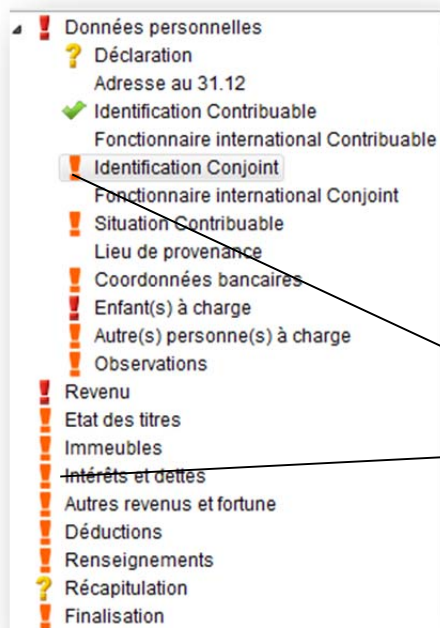 Données personnelles
Déclaration
Adresse au 31.12
Identification Contribuable
Fonctionnaire international Contribuable
Identification Conjoint
Fonctionnaire international Conjoint
Situation Contribuable
Lieu de provenance
Coordonnées bancaires
Enfant(s) à charge
Autre(s) personne(s) à charge
Observations
Revenu
Etat des titres
Immeubles
Intérêts et dettes
Autres revenus et fortune
Déductions
Renseignements
Récapitulation
Finalisation